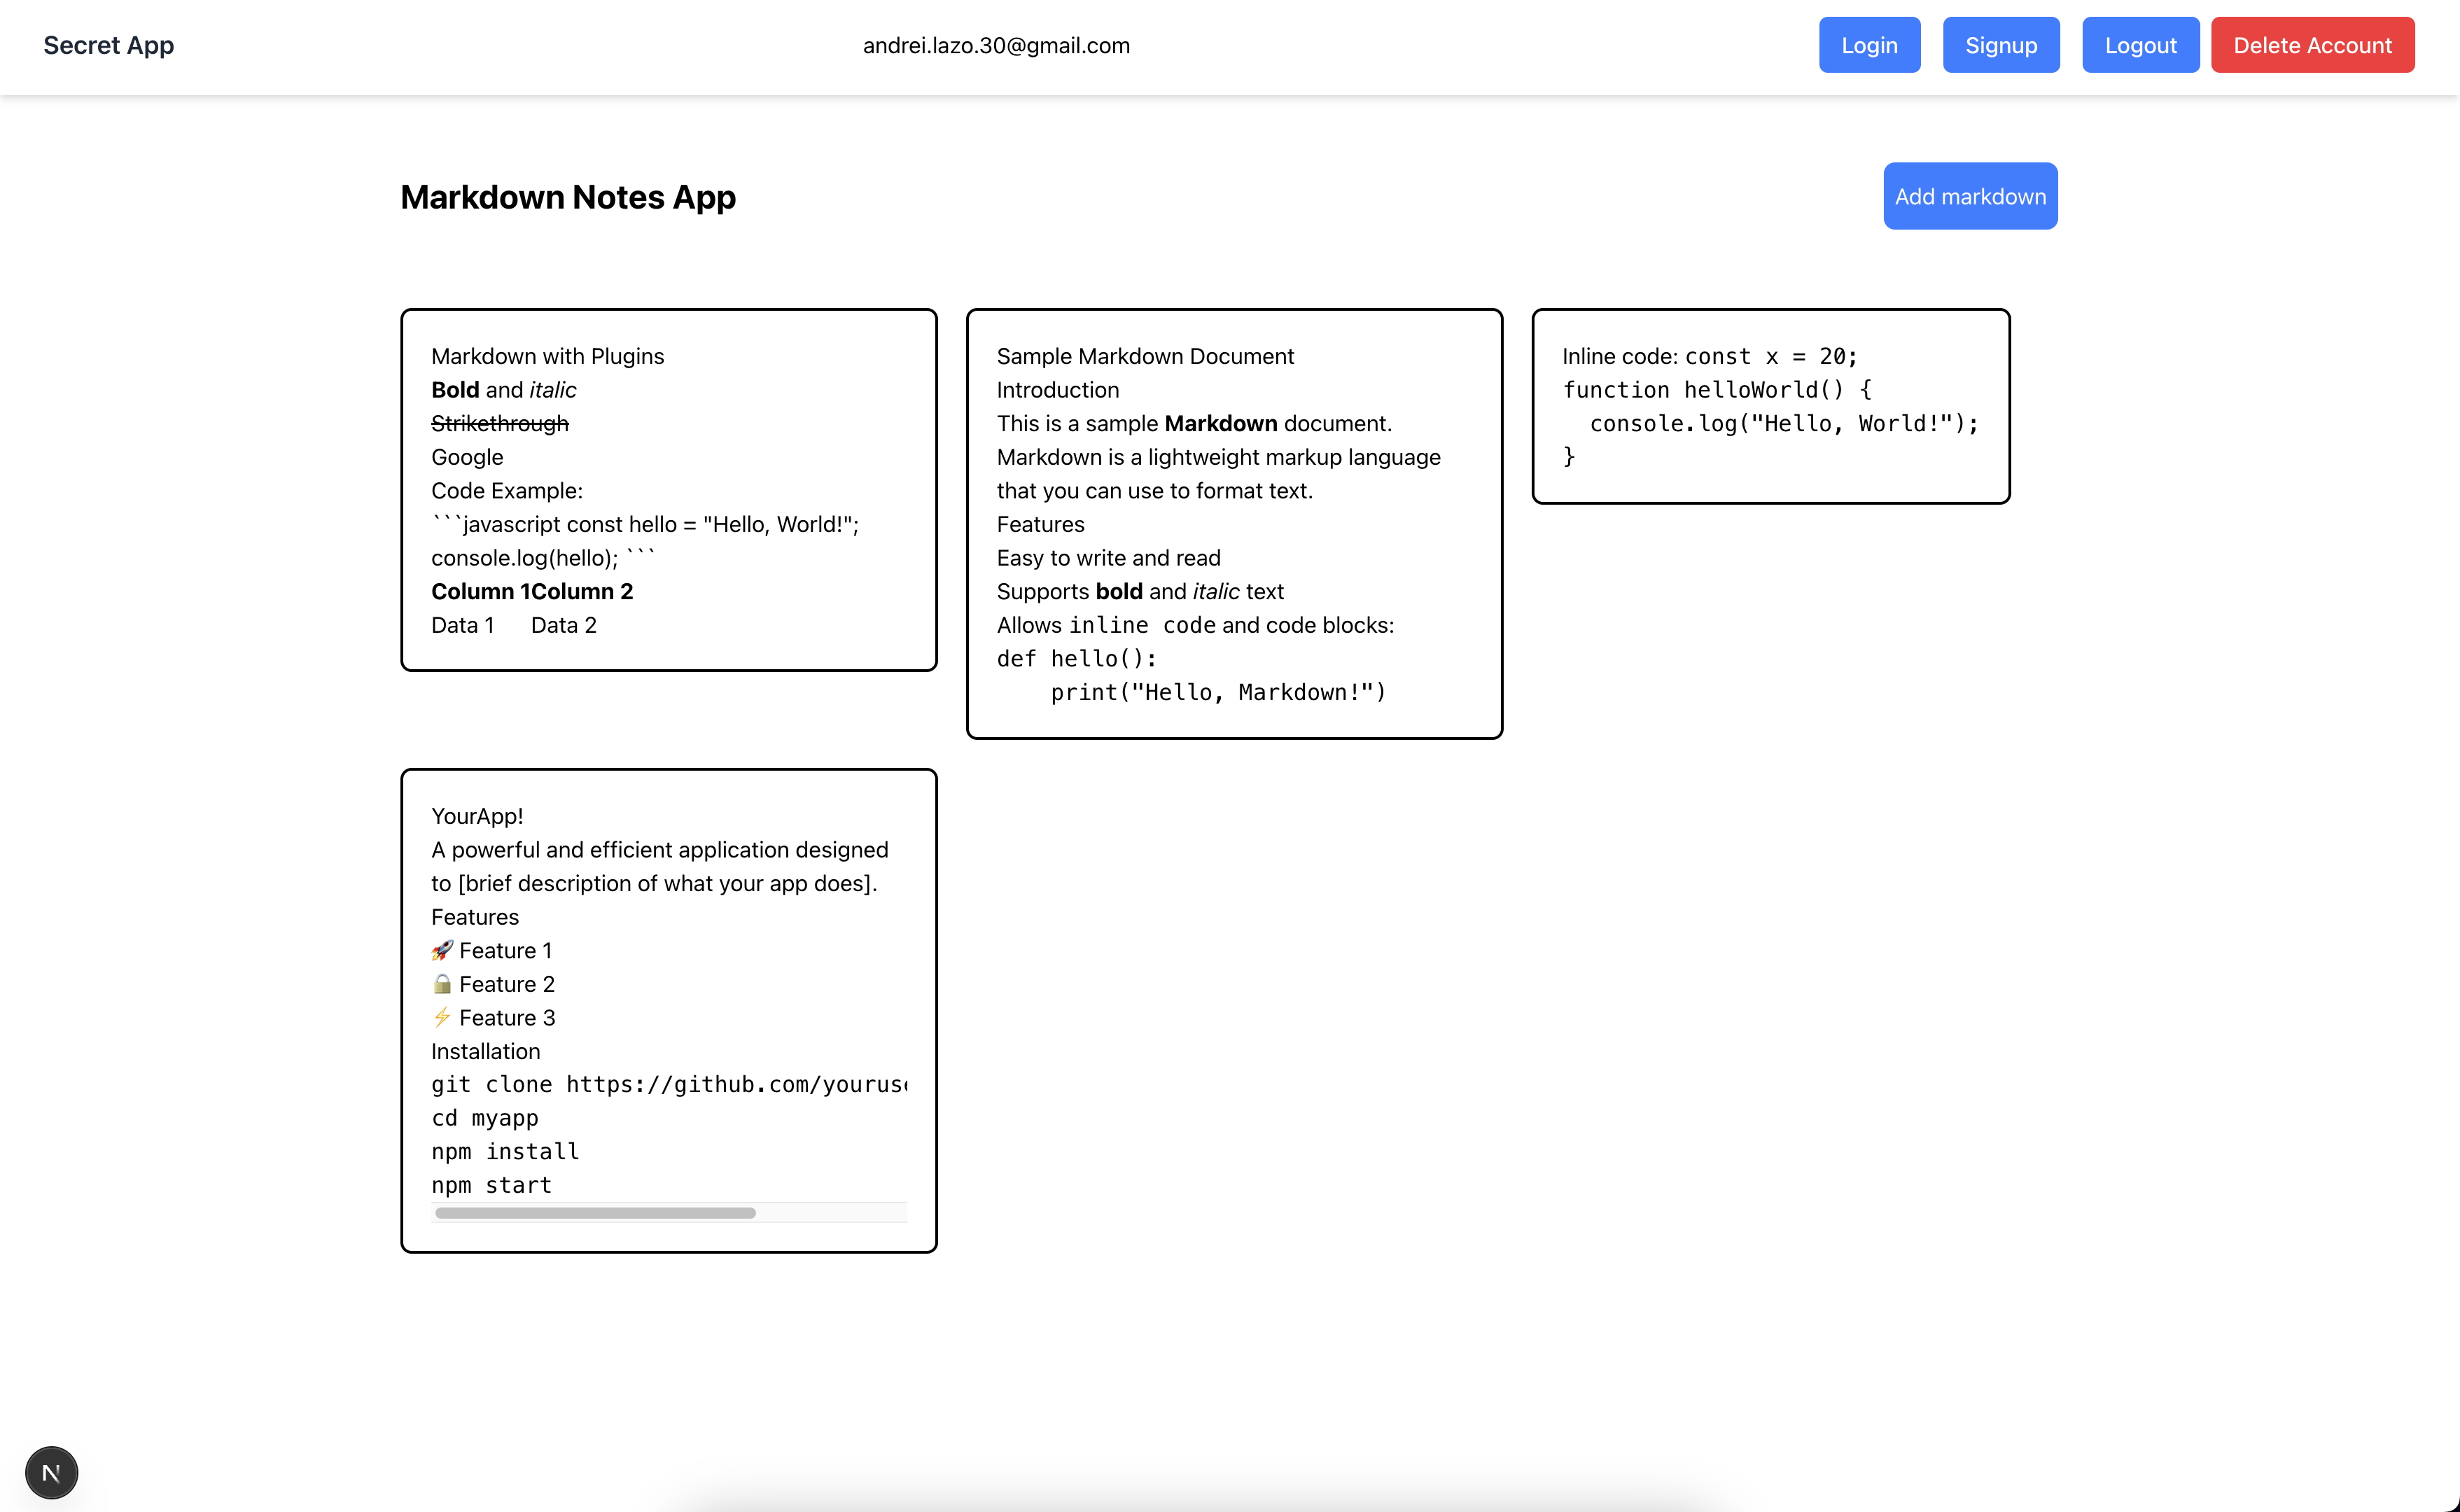 Secret App
andrei.lazo.30@gmail.com
Login
Signup
Logout
Delete Account
Markdown Notes App
Add markdown
Markdown with Plugins
Bold and italic
Strikethrough
Google
Code Example:
```javascript const hello = "Hello, World!";
console.log(hello); ```
Column 1Column 2
Data 1 Data 2
Sample Markdown Document
Introduction
This is a sample Markdown document.
Markdown is a lightweight markup language
that you can use to format text.
Features
Easy to write and read
Supports bold and italic text
Allows inline code and code blocks:
def hello():
    print("Hello, Markdown!")
Inline code: const x = 20;
function helloWorld() {
  console.log("Hello, World!");
}
YourApp!
A powerful and efficient application designed
to [brief description of what your app does].
Features
🚀 Feature 1
🔒 Feature 2
⚡ Feature 3
Installation
git clone https://github.com/youruse
cd myapp
npm install
npm start
N